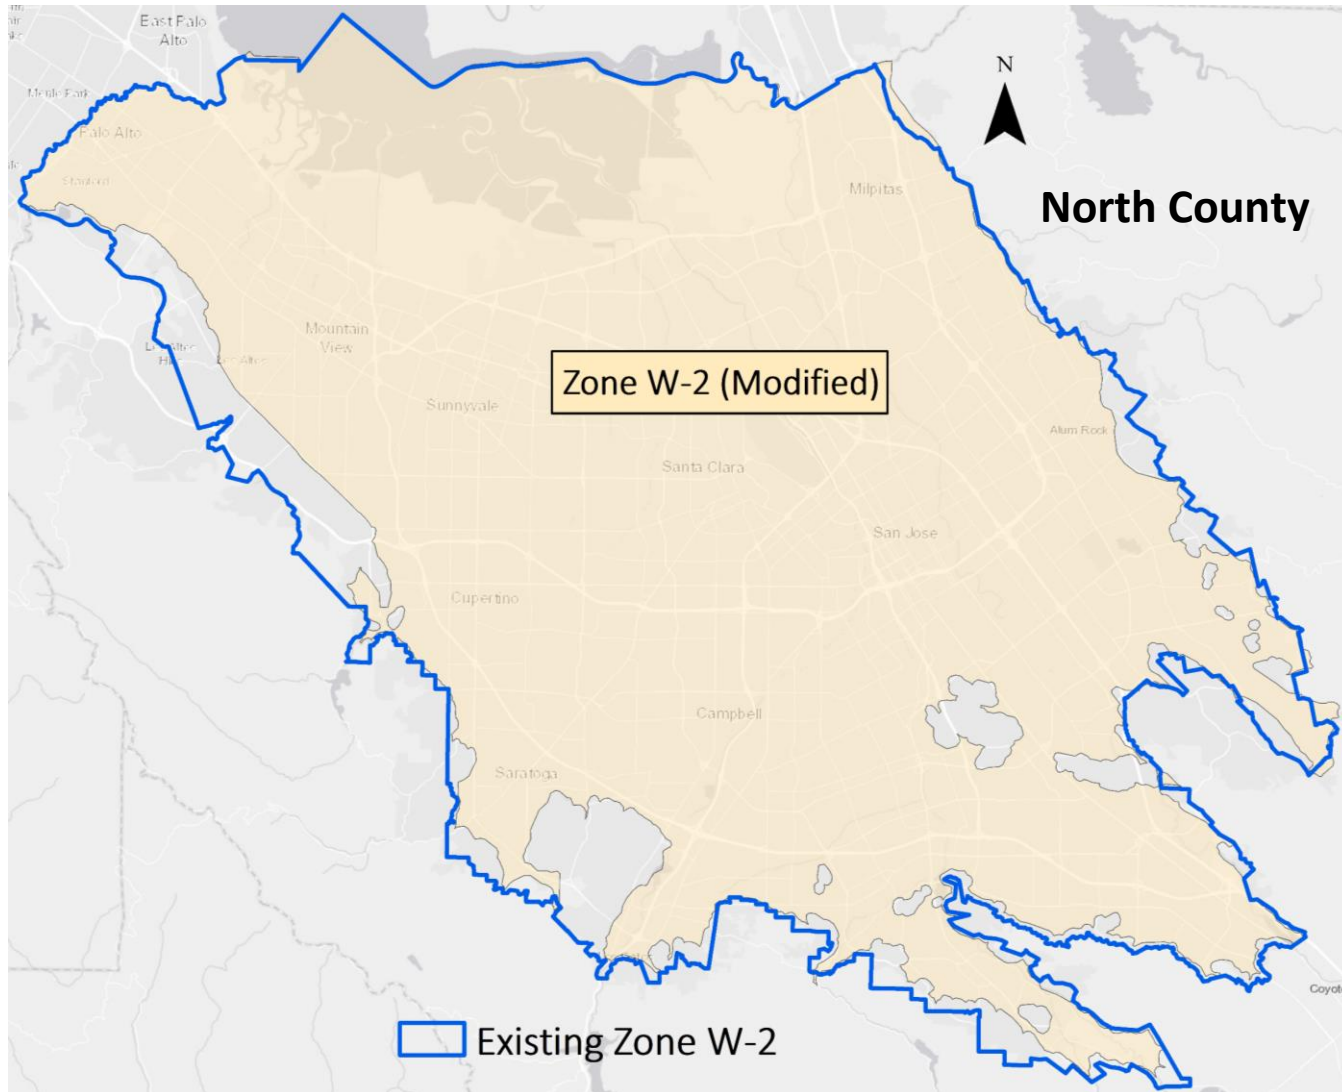 East Palo
Alto
N
Menlo Park
Palo Alto
Stanford
Milpitas
North County
Mountain
View
Los Altos
Zone W-2 (Modified)
Sunnyvale
Alum Rock
Santa Clara
San Jose
Cupertino
Campbell
Saratoga
Coyot
Existing Zone W-2